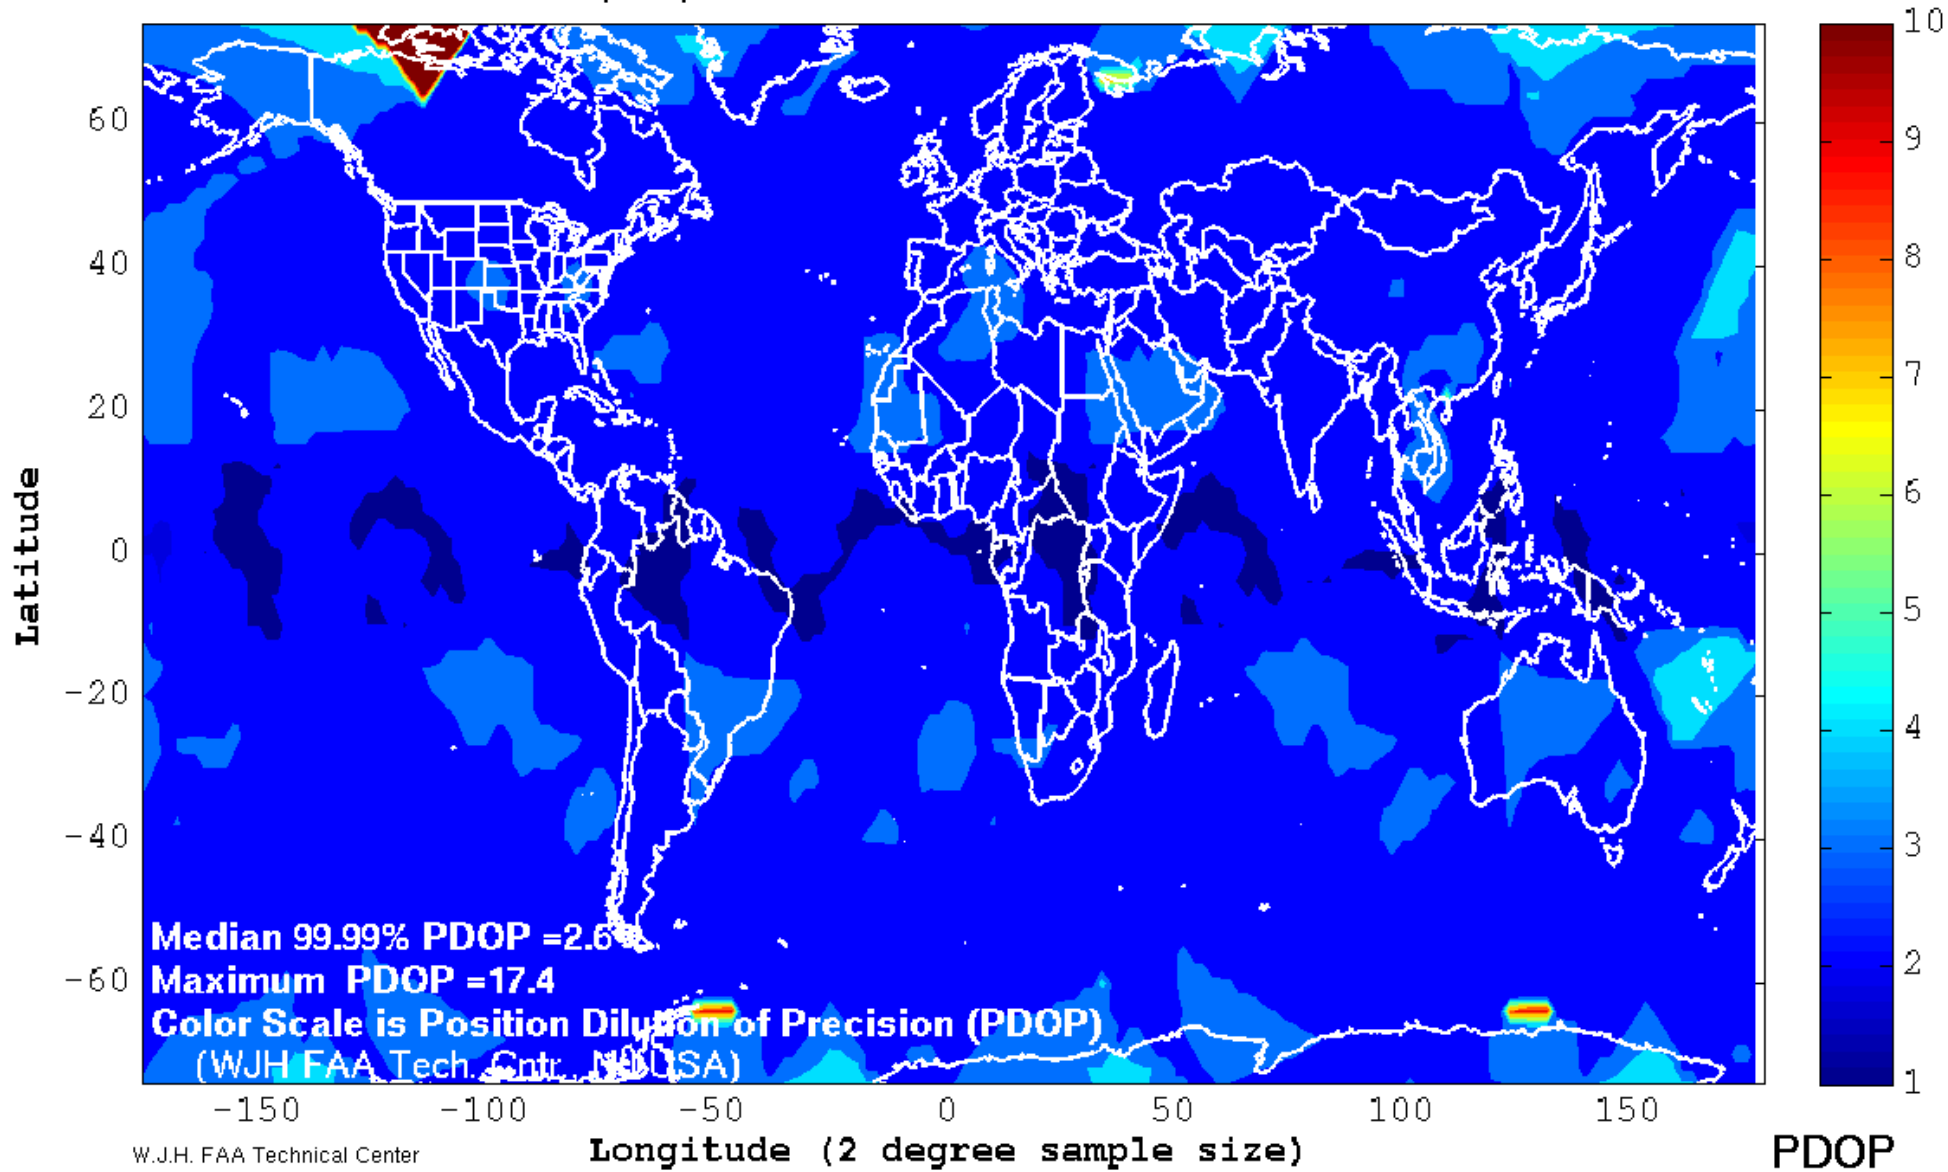 10
9
8
7
6
5
4
3
2
1
60
40
20
0
-20
-40
-60
Latitude
Median 99.99% PDOP =2.6
Maximum PDOP =17.4
Color Scale is Position Dilution of Precision (PDOP)
(WJH FAA Tech. Cntr. NJ USA)
-150 -100 -50 0 50 100 150
W.J.H. FAA Technical Center
Longitude (2 degree sample size)
PDOP